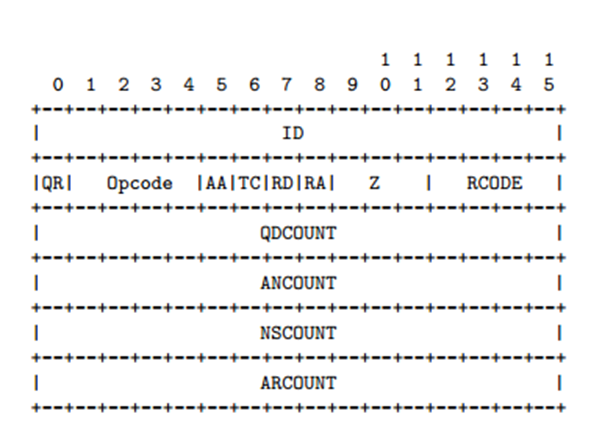 1 1 1 1 1 1
0 1 2 3 4 5 6 7 8 9 0 1 2 3 4 5
+--+--+--+--+--+--+--+--+--+--+--+--+--+--+--+--+
| ID |
+--+--+--+--+--+--+--+--+--+--+--+--+--+--+--+--+
|QR| Opcode |AA|TC|RD|RA| Z | RCODE |
+--+--+--+--+--+--+--+--+--+--+--+--+--+--+--+--+
| QDCOUNT |
+--+--+--+--+--+--+--+--+--+--+--+--+--+--+--+--+
| ANCOUNT |
+--+--+--+--+--+--+--+--+--+--+--+--+--+--+--+--+
| NSCOUNT |
+--+--+--+--+--+--+--+--+--+--+--+--+--+--+--+--+
| ARCOUNT |
+--+--+--+--+--+--+--+--+--+--+--+--+--+--+--+--+